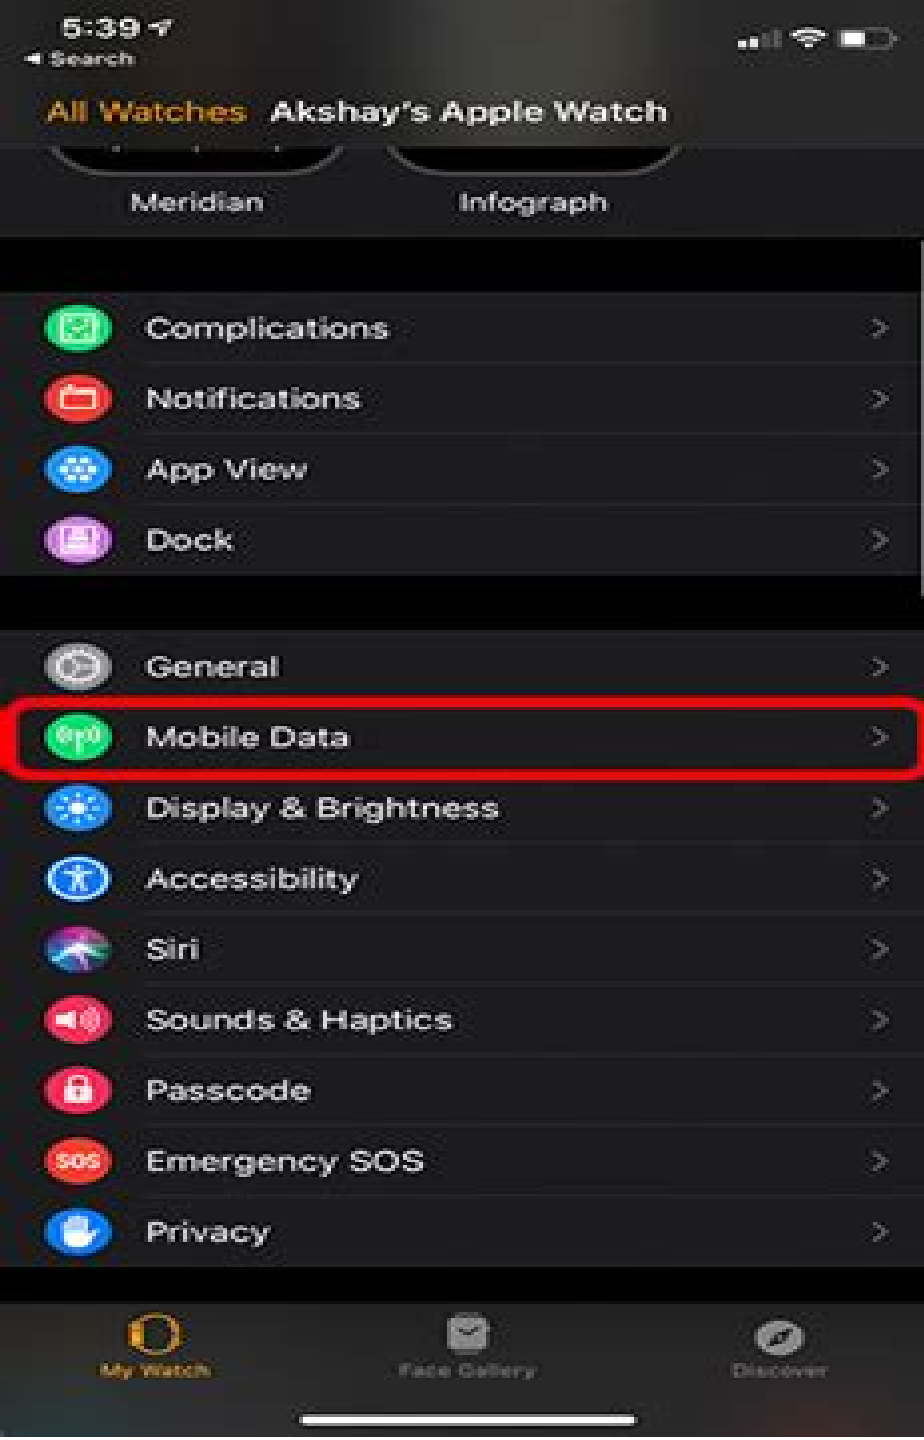 5:39
Search
All Watches Akshay's Apple Watch
Meridian Infograph
Complications
Notifications
App View
Dock
General
Mobile Data
Display & Brightness
Accessibility
Siri
Sounds & Haptics
Passcode
SOS Emergency SOS
Privacy
My Watch Face Gallery Discover